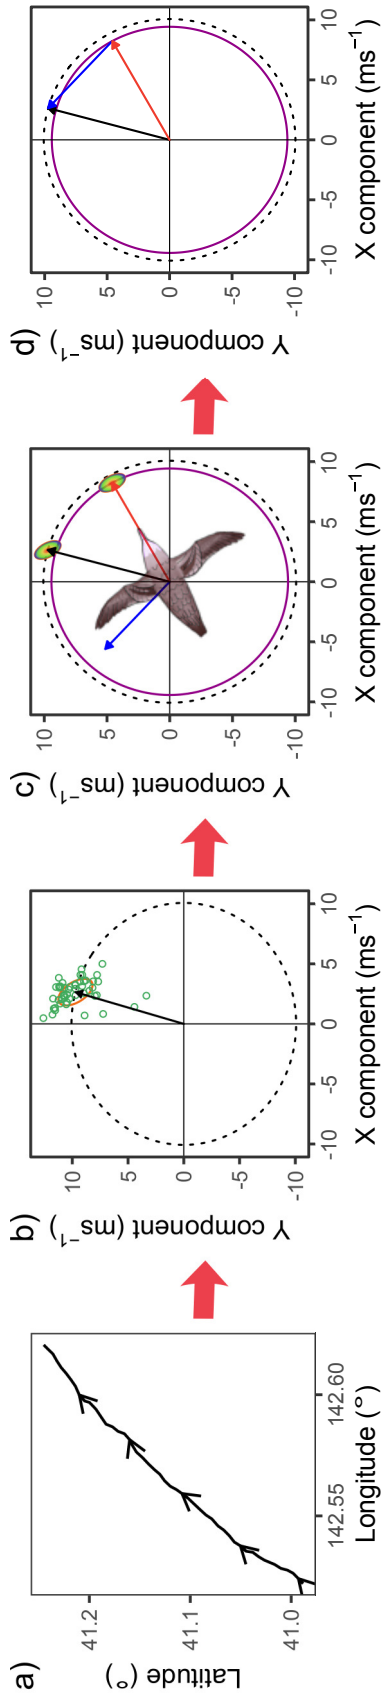 a)
Latitude (°)
41.2
41.1
41.0
142.55
142.60
Longitude (°)
b)
Y component (ms⁻¹)
10
5
0
-5
-10
-10
-5
0
5
10
X component (ms⁻¹)
c)
Y component (ms⁻¹)
10
5
0
-5
-10
-10
-5
0
5
10
X component (ms⁻¹)
d)
Y component (ms⁻¹)
10
5
0
-5
-10
-10
-5
0
5
10
X component (ms⁻¹)